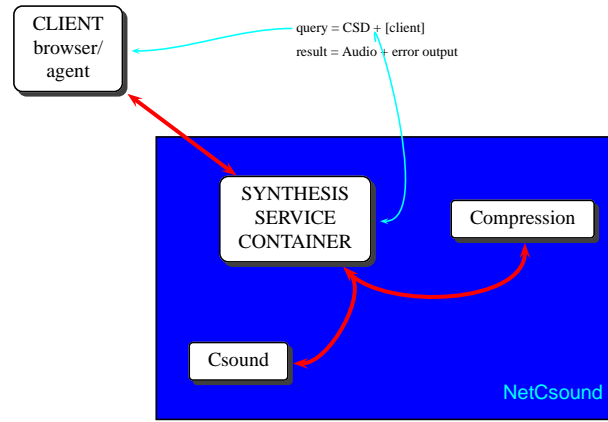 CLIENT
browser/
agent
query = CSD + [client]
result = Audio + error output
SYNTHESIS
SERVICE
CONTAINER
Compression
Csound
NetCsound